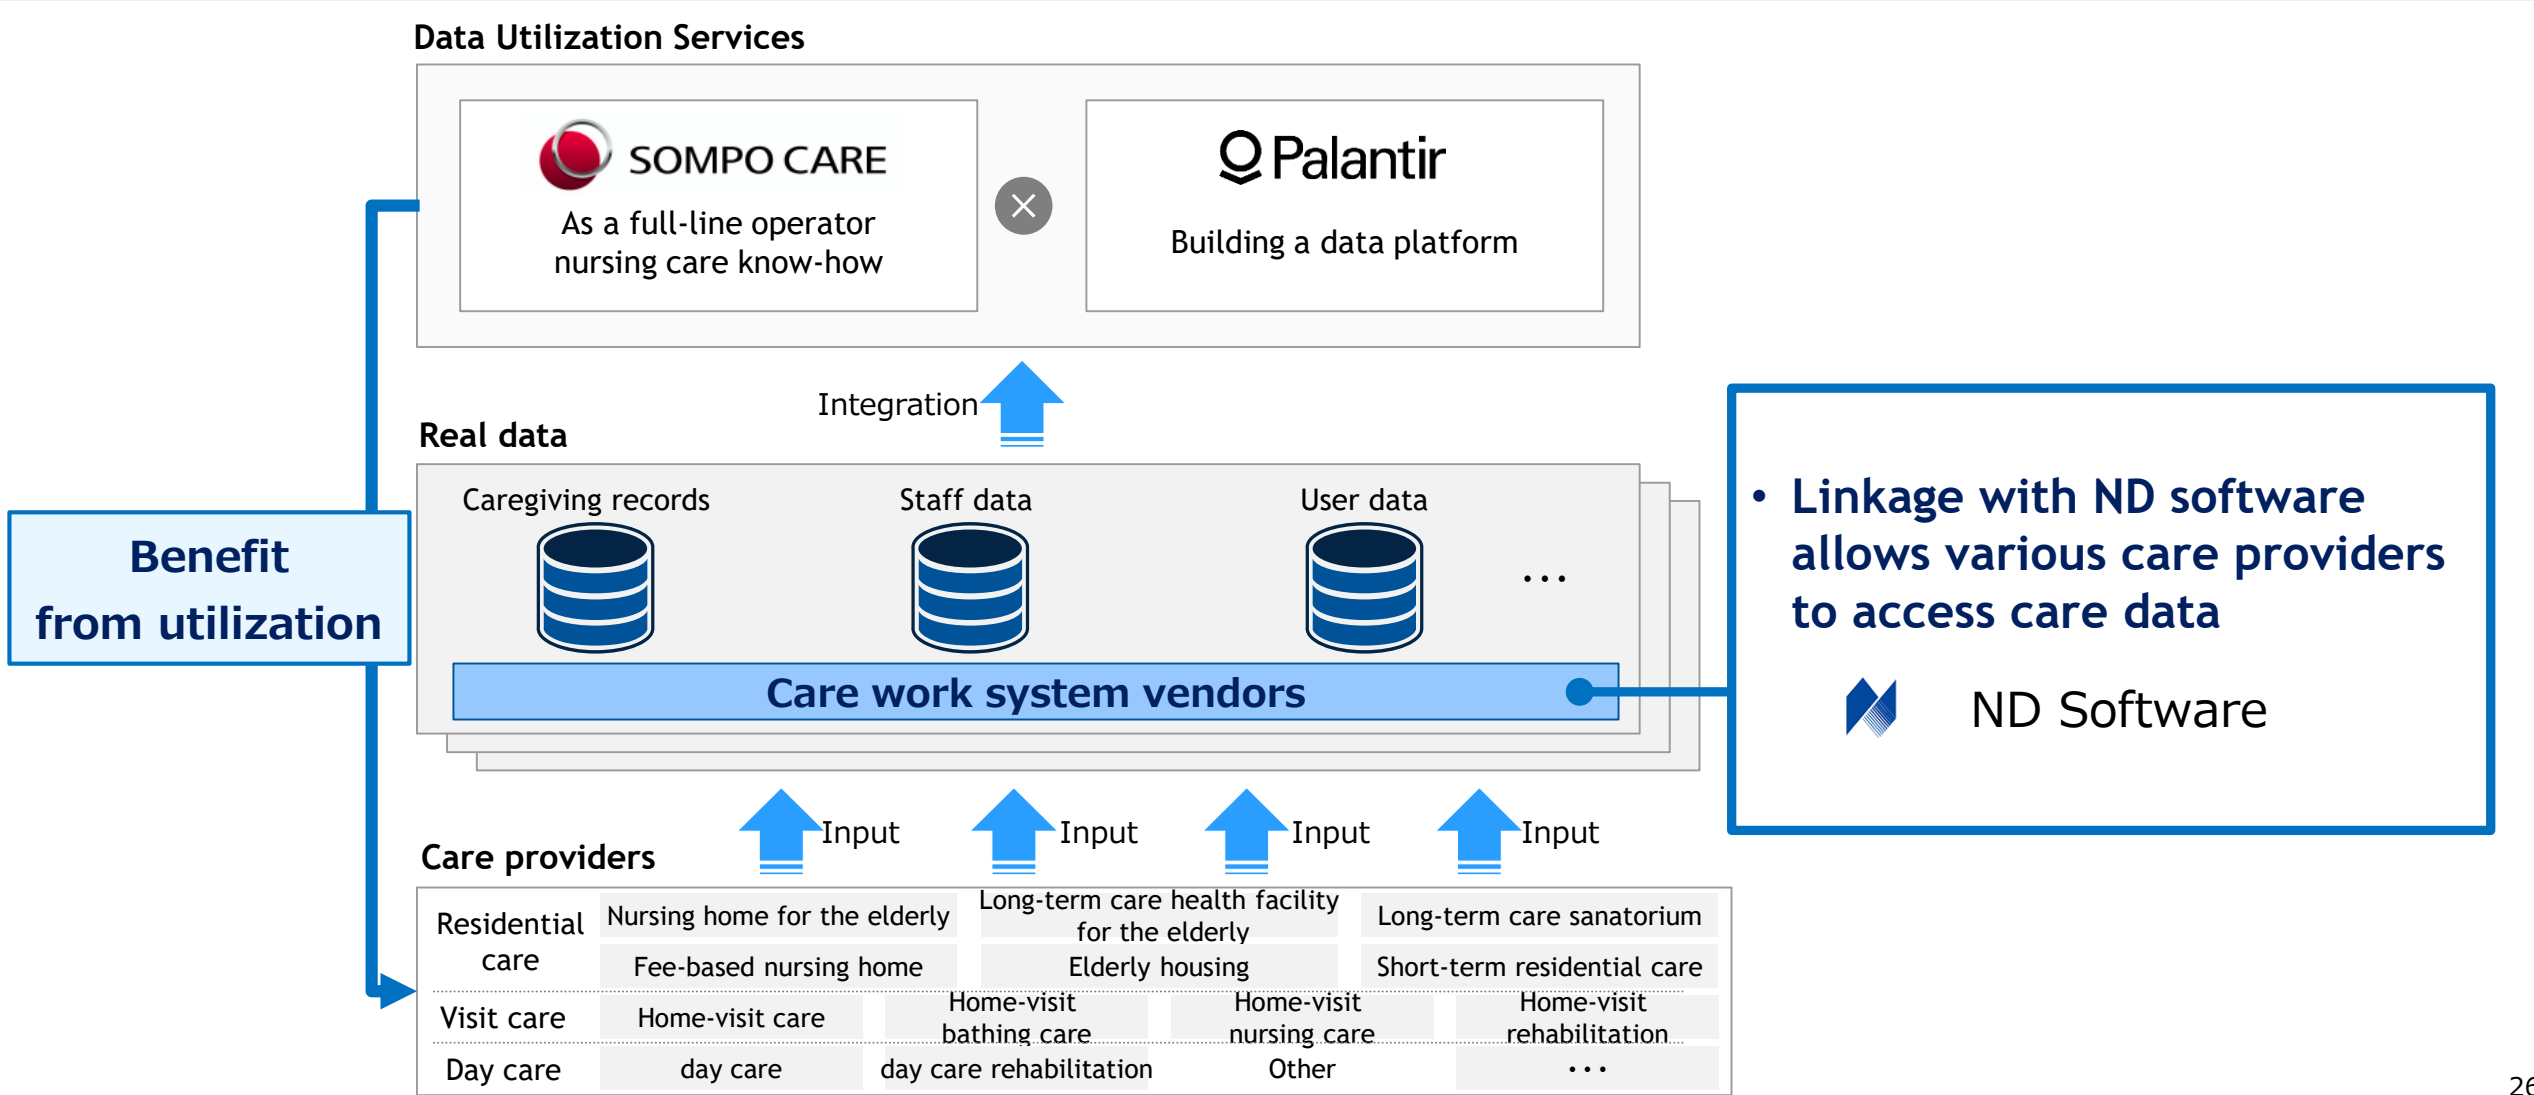 Data Utilization Services
SOMPO CARE
As a full-line operator
nursing care know-how
×
Palantir
Building a data platform
Integration
Real data
Caregiving records
Staff data
User data
...
Care work system vendors
Benefit
from utilization
• Linkage with ND software
allows various care providers
to access care data
ND Software
Input
Input
Input
Input
Care providers
Residential
care
Nursing home for the elderly
Long-term care health facility
for the elderly
Long-term care sanatorium
Fee-based nursing home
Elderly housing
Short-term residential care
Visit care
Home-visit care
Home-visit
bathing care
Home-visit
nursing care
Home-visit
rehabilitation
Day care
day care
day care rehabilitation
Other
...
26